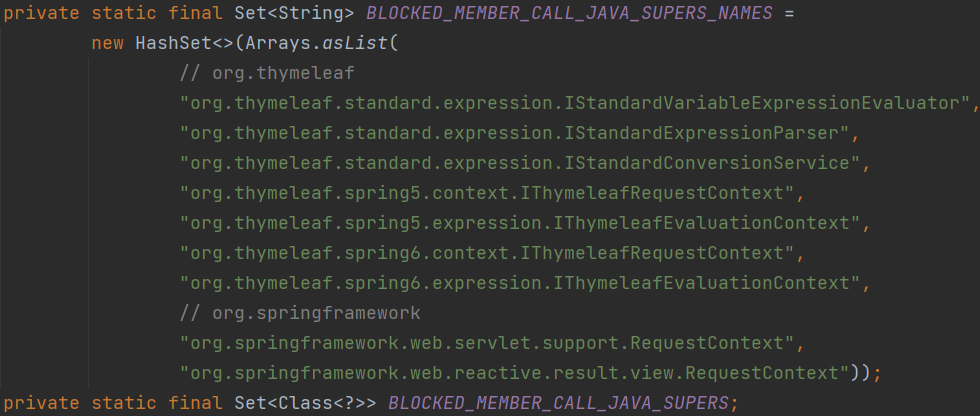 private static final Set<String> BLOCKED_MEMBER_CALL_JAVA_SUPERS_NAMES =
new HashSet<>(Arrays.asList(
// org.thymeleaf
"org.thymeleaf.standard.expression.IStandardVariableExpressionEvaluator",
"org.thymeleaf.standard.expression.IStandardExpressionParser",
"org.thymeleaf.standard.expression.IStandardConversionService",
"org.thymeleaf.spring5.context.IThymeleafRequestContext",
"org.thymeleaf.spring5.expression.IThymeleafEvaluationContext",
"org.thymeleaf.spring6.context.IThymeleafRequestContext",
"org.thymeleaf.spring6.expression.IThymeleafEvaluationContext",
// org.springframework
"org.springframework.web.servlet.support.RequestContext",
"org.springframework.web.reactive.result.view.RequestContext"));
private static final Set<Class<?>> BLOCKED_MEMBER_CALL_JAVA_SUPERS;